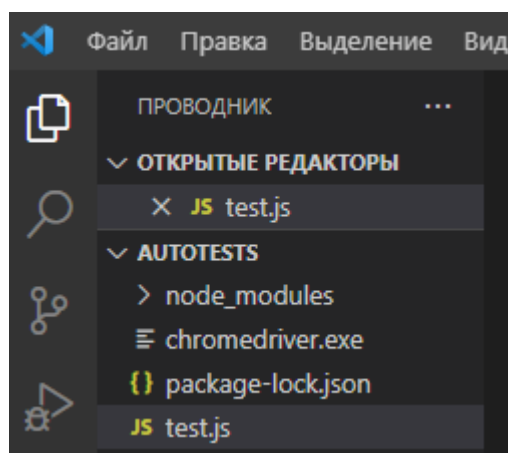 Файл Правка Выделение Вид
ПРОВОДНИК ...
ОТКРЫТЫЕ РЕДАКТОРЫ
JS test.js
AUTOTESTS
node_modules
chromedriver.exe
{} package-lock.json
JS test.js